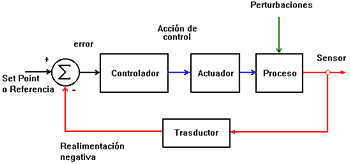 Perturbaciones
Acción de
control
error
Sensor
+
Set Point
o Referencia
Σ
-
Controlador
Actuador
Proceso
Trasductor
Realimentación
negativa